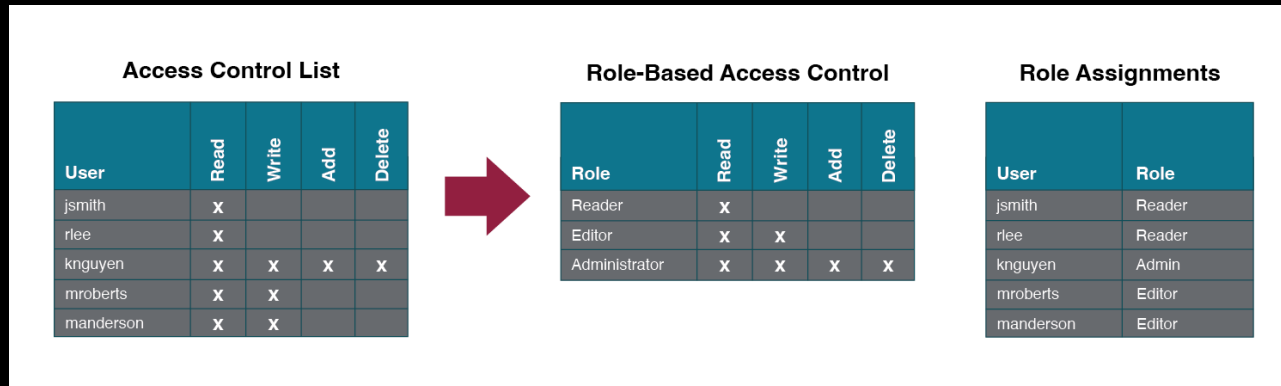 Access Control List
User Read Write Add Delete
jsmith x
rlee x
knguyen x x x x
mroberts x x
manderson x x
Role-Based Access Control
Role Read Write Add Delete
Reader x
Editor x x
Administrator x x x x
Role Assignments
User Role
jsmith Reader
rlee Reader
knguyen Admin
mroberts Editor
manderson Editor